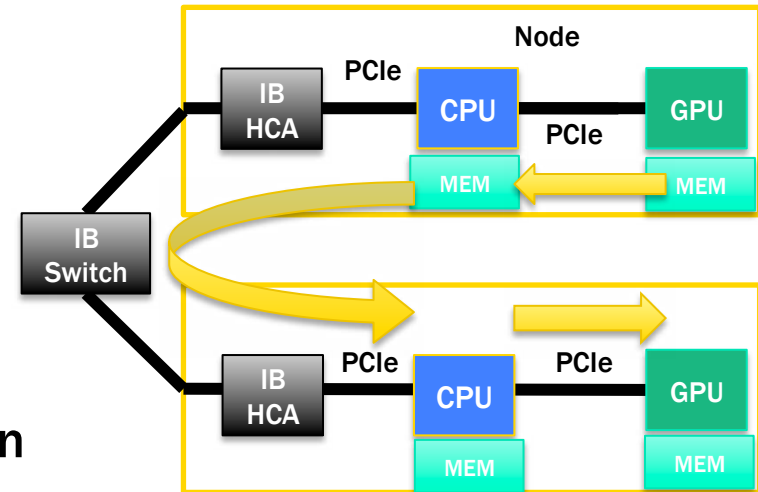 Node
PCIe
IB
HCA
CPU
PCIe
GPU
MEM
MEM
IB
Switch
PCIe
PCIe
IB
HCA
CPU
GPU
MEM
MEM
n